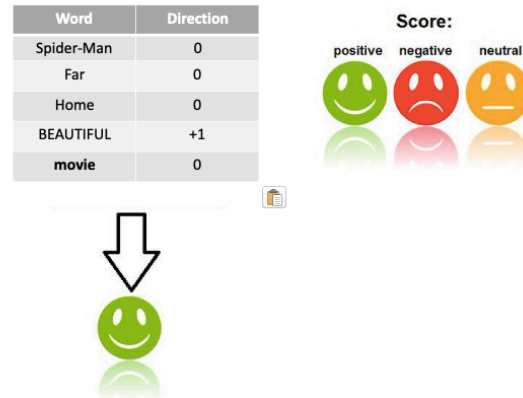 Word Direction
Spider-Man 0
Far 0
Home 0
BEAUTIFUL +1
movie 0
Score:
positive negative neutral